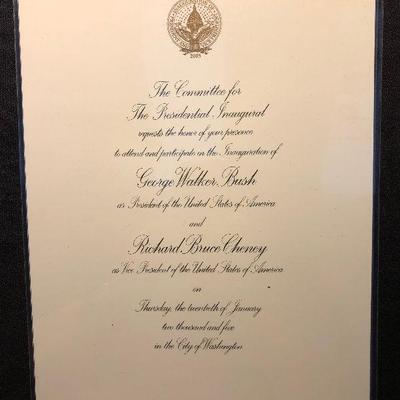 2005
The Committee for
The Presidential Inaugural
requests the honor of your presence
to attend and participate in the Inauguration of
George Walker Bush
as President of the United States of America
and
Richard Bruce Cheney
as Vice President of the United States of America
on
Thursday, the twentieth of January
two thousand and five
in the City of Washington